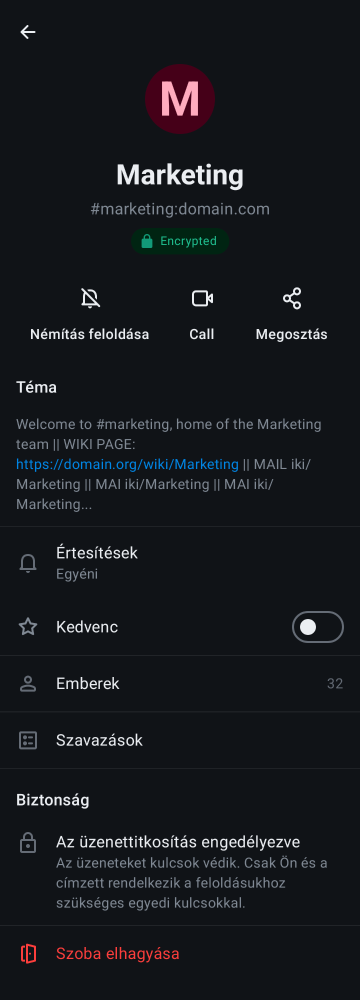 M
Marketing
#marketing:domain.com
Encrypted
Némítás feloldása
Call
Megosztás
Téma
Welcome to #marketing, home of the Marketing
team || WIKI PAGE:
https://domain.org/wiki/Marketing || MAIL iki/
Marketing || MAI iki/Marketing || MAI iki/
Marketing...
Értesítések
Egyéni
Kedvenc
Emberek 32
Szavazások
Biztonság
Az üzenettitkosítás engedélyezve
Az üzeneteket kulcsok védik. Csak Ön és a
címzett rendelkezik a feloldásukhoz
szükséges egyedi kulcsokkal.
Szoba elhagyása